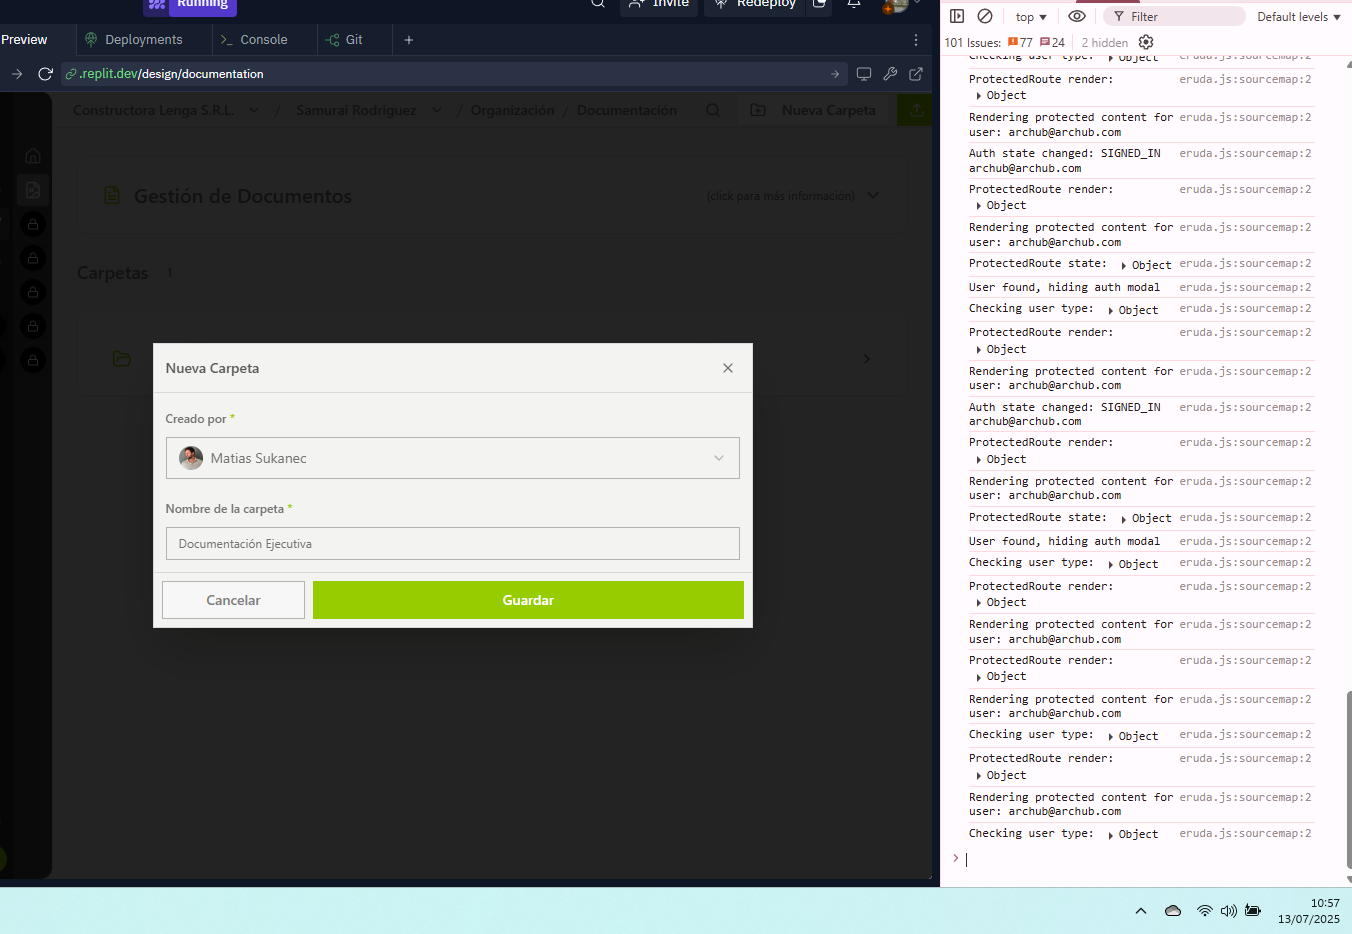 Running
Invite
Redeploy
Preview
Deployments
Console
Git
.replit.dev/design/documentation
Constructora Lenga S.R.L. / Samurai Rodriguez / Organización / Documentación
Nueva Carpeta
Gestión de Documentos
(click para más información)
Carpetas 1
Nueva Carpeta
Creado por *
Matias Sukanec
Nombre de la carpeta *
Documentación Ejecutiva
Cancelar
Guardar
top
Filter
Default levels
101 Issues: 77 24 2 hidden
Checking user type: Object eruda.js:sourcemap:2
ProtectedRoute render: eruda.js:sourcemap:2
Object
Rendering protected content for eruda.js:sourcemap:2
user: archub@archub.com
Auth state changed: SIGNED_IN eruda.js:sourcemap:2
archub@archub.com
ProtectedRoute render: eruda.js:sourcemap:2
Object
Rendering protected content for eruda.js:sourcemap:2
user: archub@archub.com
ProtectedRoute state: Object eruda.js:sourcemap:2
User found, hiding auth modal eruda.js:sourcemap:2
Checking user type: Object eruda.js:sourcemap:2
ProtectedRoute render: eruda.js:sourcemap:2
Object
Rendering protected content for eruda.js:sourcemap:2
user: archub@archub.com
Auth state changed: SIGNED_IN eruda.js:sourcemap:2
archub@archub.com
ProtectedRoute render: eruda.js:sourcemap:2
Object
Rendering protected content for eruda.js:sourcemap:2
user: archub@archub.com
ProtectedRoute state: Object eruda.js:sourcemap:2
User found, hiding auth modal eruda.js:sourcemap:2
Checking user type: Object eruda.js:sourcemap:2
ProtectedRoute render: eruda.js:sourcemap:2
Object
Rendering protected content for eruda.js:sourcemap:2
user: archub@archub.com
ProtectedRoute render: eruda.js:sourcemap:2
Object
Rendering protected content for eruda.js:sourcemap:2
user: archub@archub.com
Checking user type: Object eruda.js:sourcemap:2
ProtectedRoute render: eruda.js:sourcemap:2
Object
Rendering protected content for eruda.js:sourcemap:2
user: archub@archub.com
Checking user type: Object eruda.js:sourcemap:2
10:57
13/07/2025